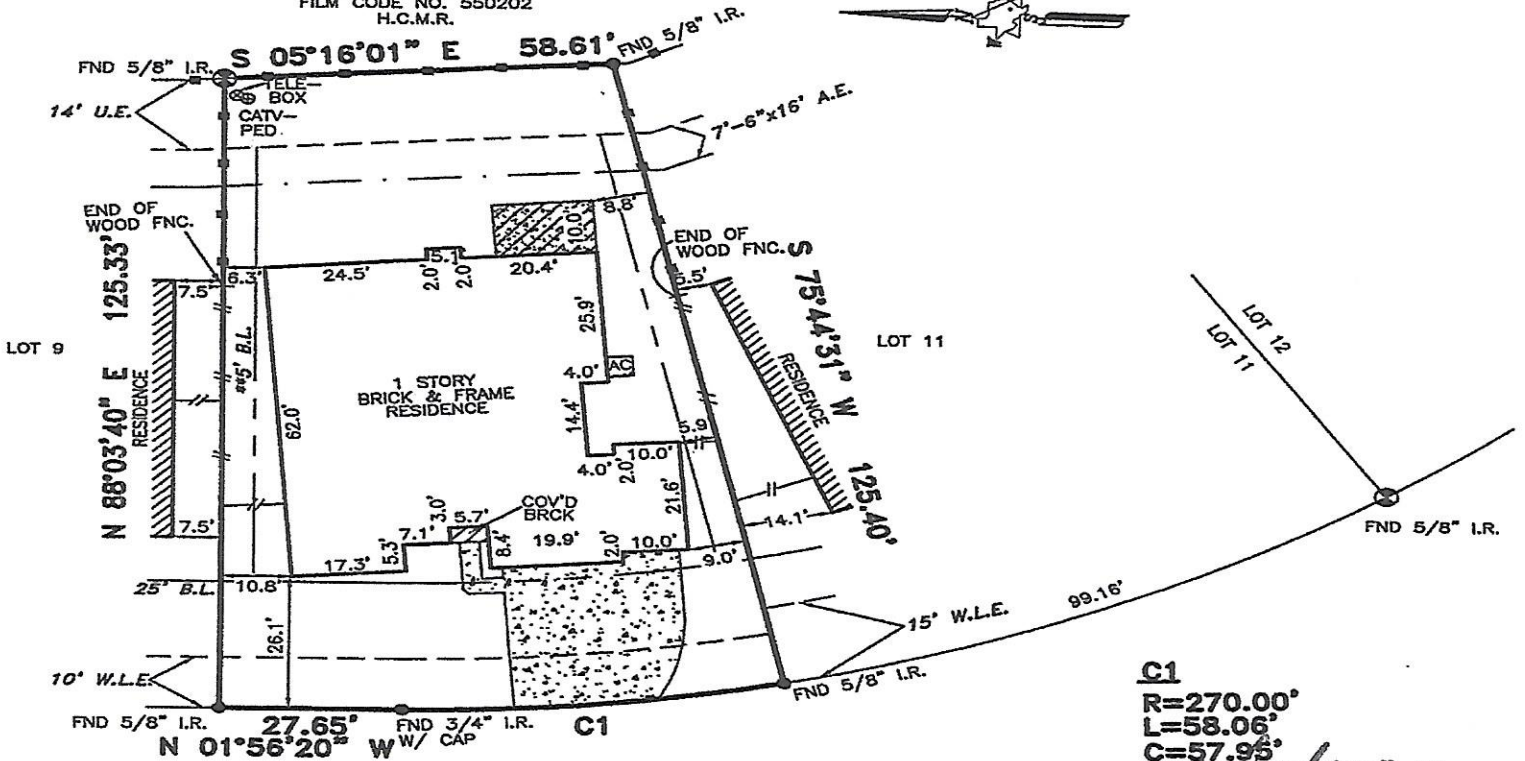 FILM CODE NO. 550202
H.C.M.R.
S 05°16'01" E 58.61'
FND 5/8" I.R.
FND 5/8" I.R.
TELE-
BOX
CATV-
PED.
14' U.E.
7'-6"x16' A.E.
8.8'
10.0'
END OF
WOOD FNC.
END OF
WOOD FNC.
5.1
6.3'
24.5'
2.0'
2.0'
20.4'
5.5'
7.5'
N 88°03'40" E 125.33'
S 75°44'31" W 125.40'
25.9'
LOT 9
LOT 11
LOT 12
LOT 11
**5' B.L.
RESIDENCE
RESIDENCE
AC
4.0'
1 STORY
BRICK & FRAME
RESIDENCE
62.0'
14.4'
5.9
10.0'
4.0'
2.0'
21.6'
COV'D
BRCK
7.5'
7.1'
3.0'
5.7'
14.1'
FND 5/8" I.R.
17.3'
5.3'
8.4'
19.9'
2.0'
10.0'
9.0'
25' B.L.
10.8'
99.16'
15' W.L.E.
26.1'
10' W.L.E.
FND 5/8" I.R.
FND 5/8" I.R.
27.65'
FND 3/4" I.R.
W/ CAP
C1
N 01°56'20" W
C1
R=270.00'
L=58.06'
C=57.95'